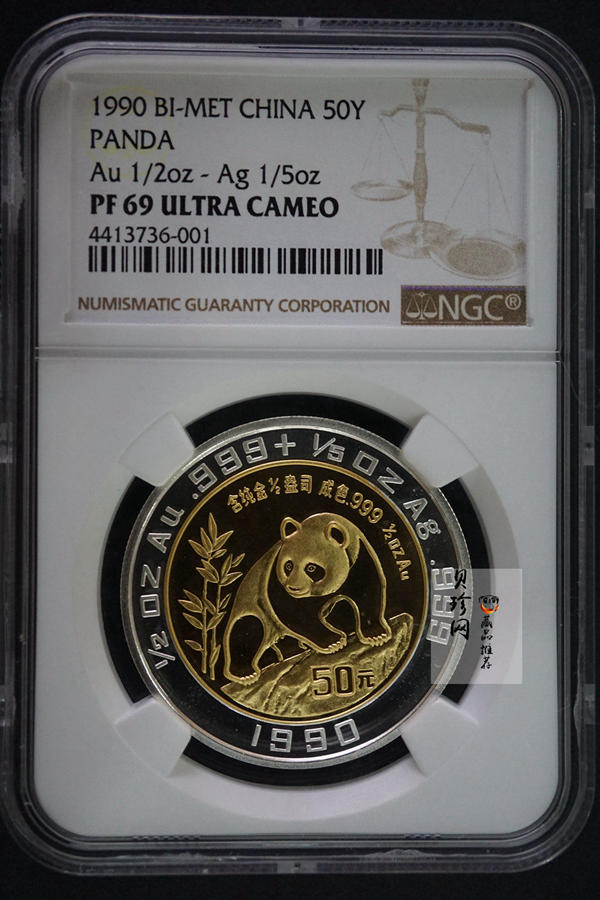 1990 BI-MET CHINA 50Y
PANDA
Au 1/2oz - Ag 1/5oz
PF 69 ULTRA CAMEO
4413736-001
NUMISMATIC GUARANTY CORPORATION
NGC®
1/2 OZ Au .999 + 1/5 OZ Ag .999
含纯金1/2盎司 成色.999 1/2OZAu
50元
1990
贝珍网
藏品推荐